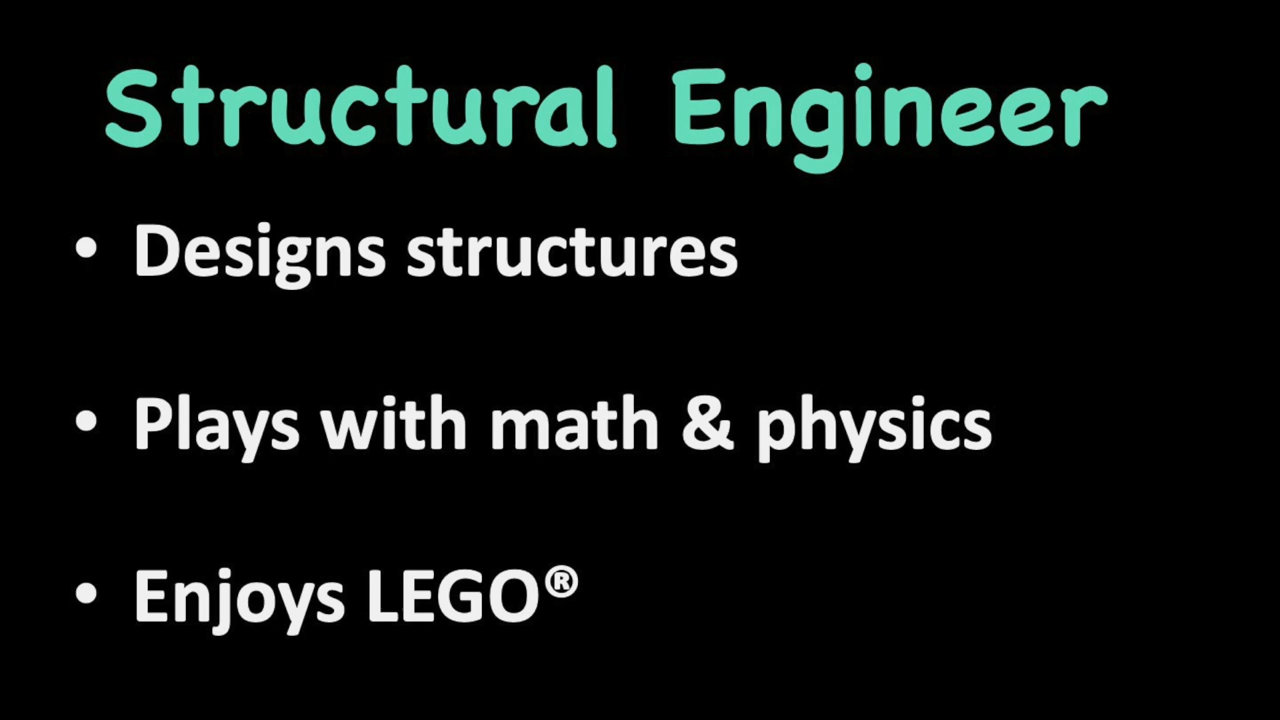 Structural Engineer
• Designs structures
• Plays with math & physics
• Enjoys LEGO®